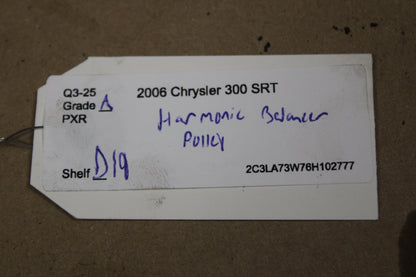 Q3-25 2006 Chrysler 300 SRT
Grade A
PXR Harmonic Balancer
Pulley
Shelf D19 2C3LA73W76H102777